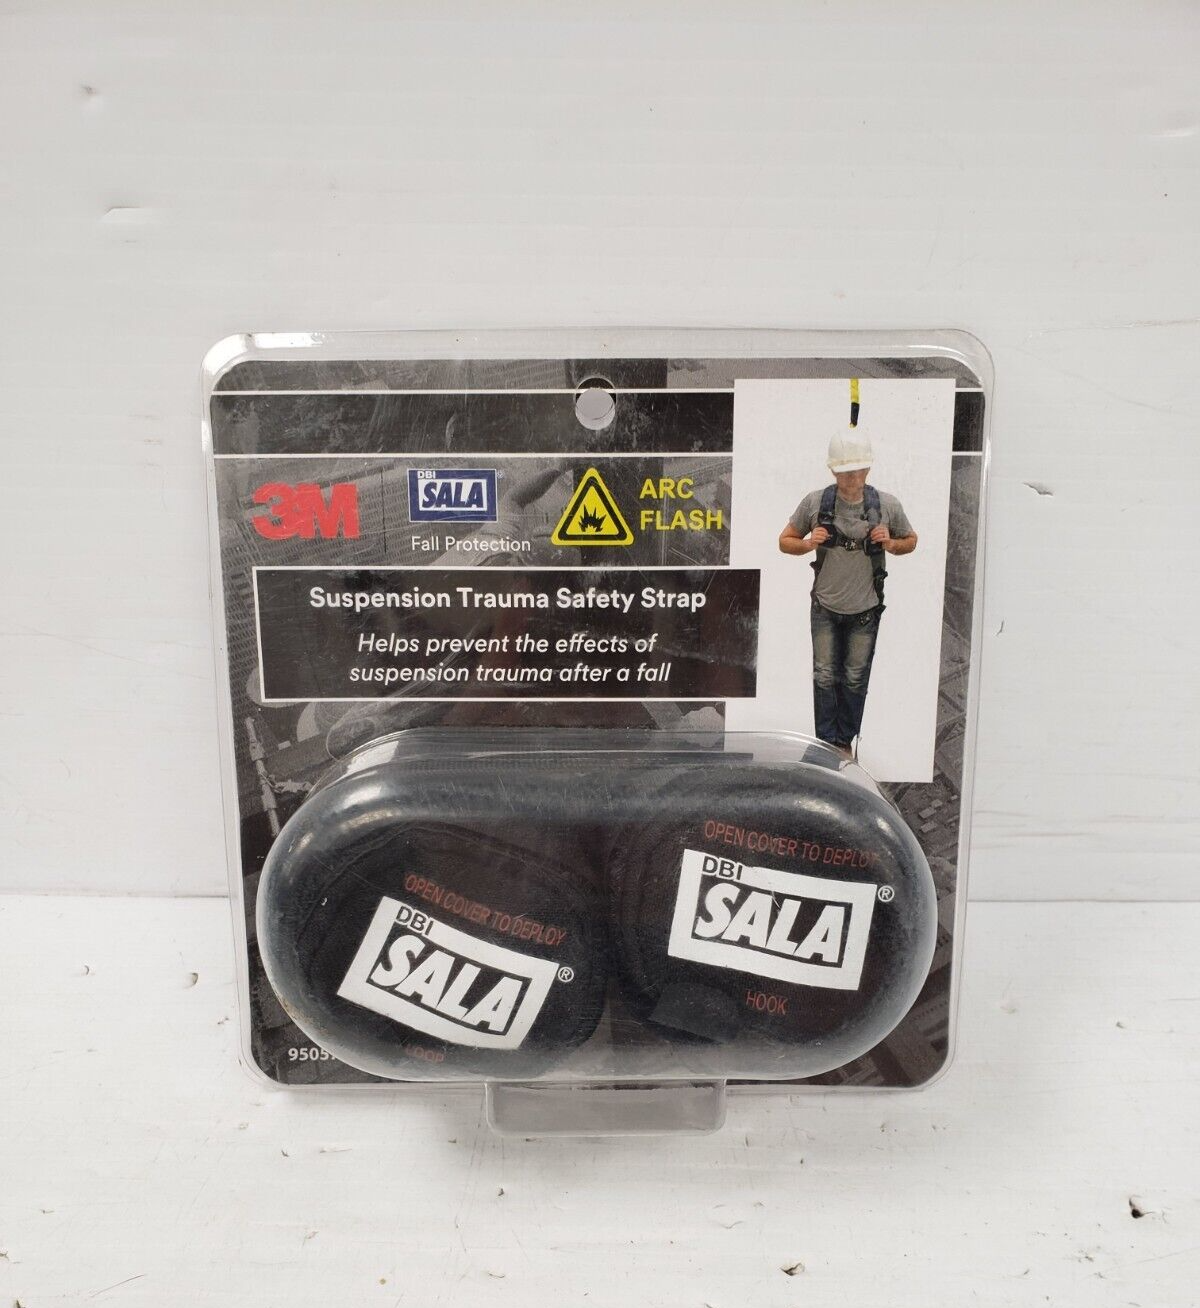 3M
DBI
SALA®
Fall Protection
ARC
FLASH
Suspension Trauma Safety Strap
Helps prevent the effects of
suspension trauma after a fall
OPEN COVER TO DEPLOY
DBI
SALA®
LOOP
OPEN COVER TO DEPLOY
DBI
SALA®
HOOK